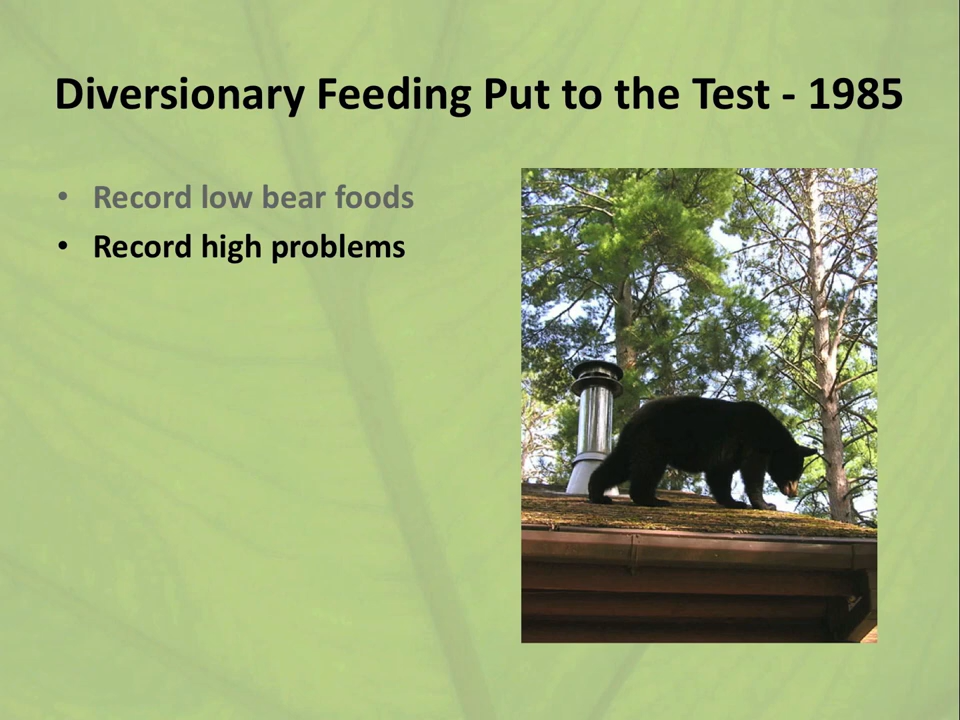 Diversionary Feeding Put to the Test - 1985
• Record low bear foods
• Record high problems